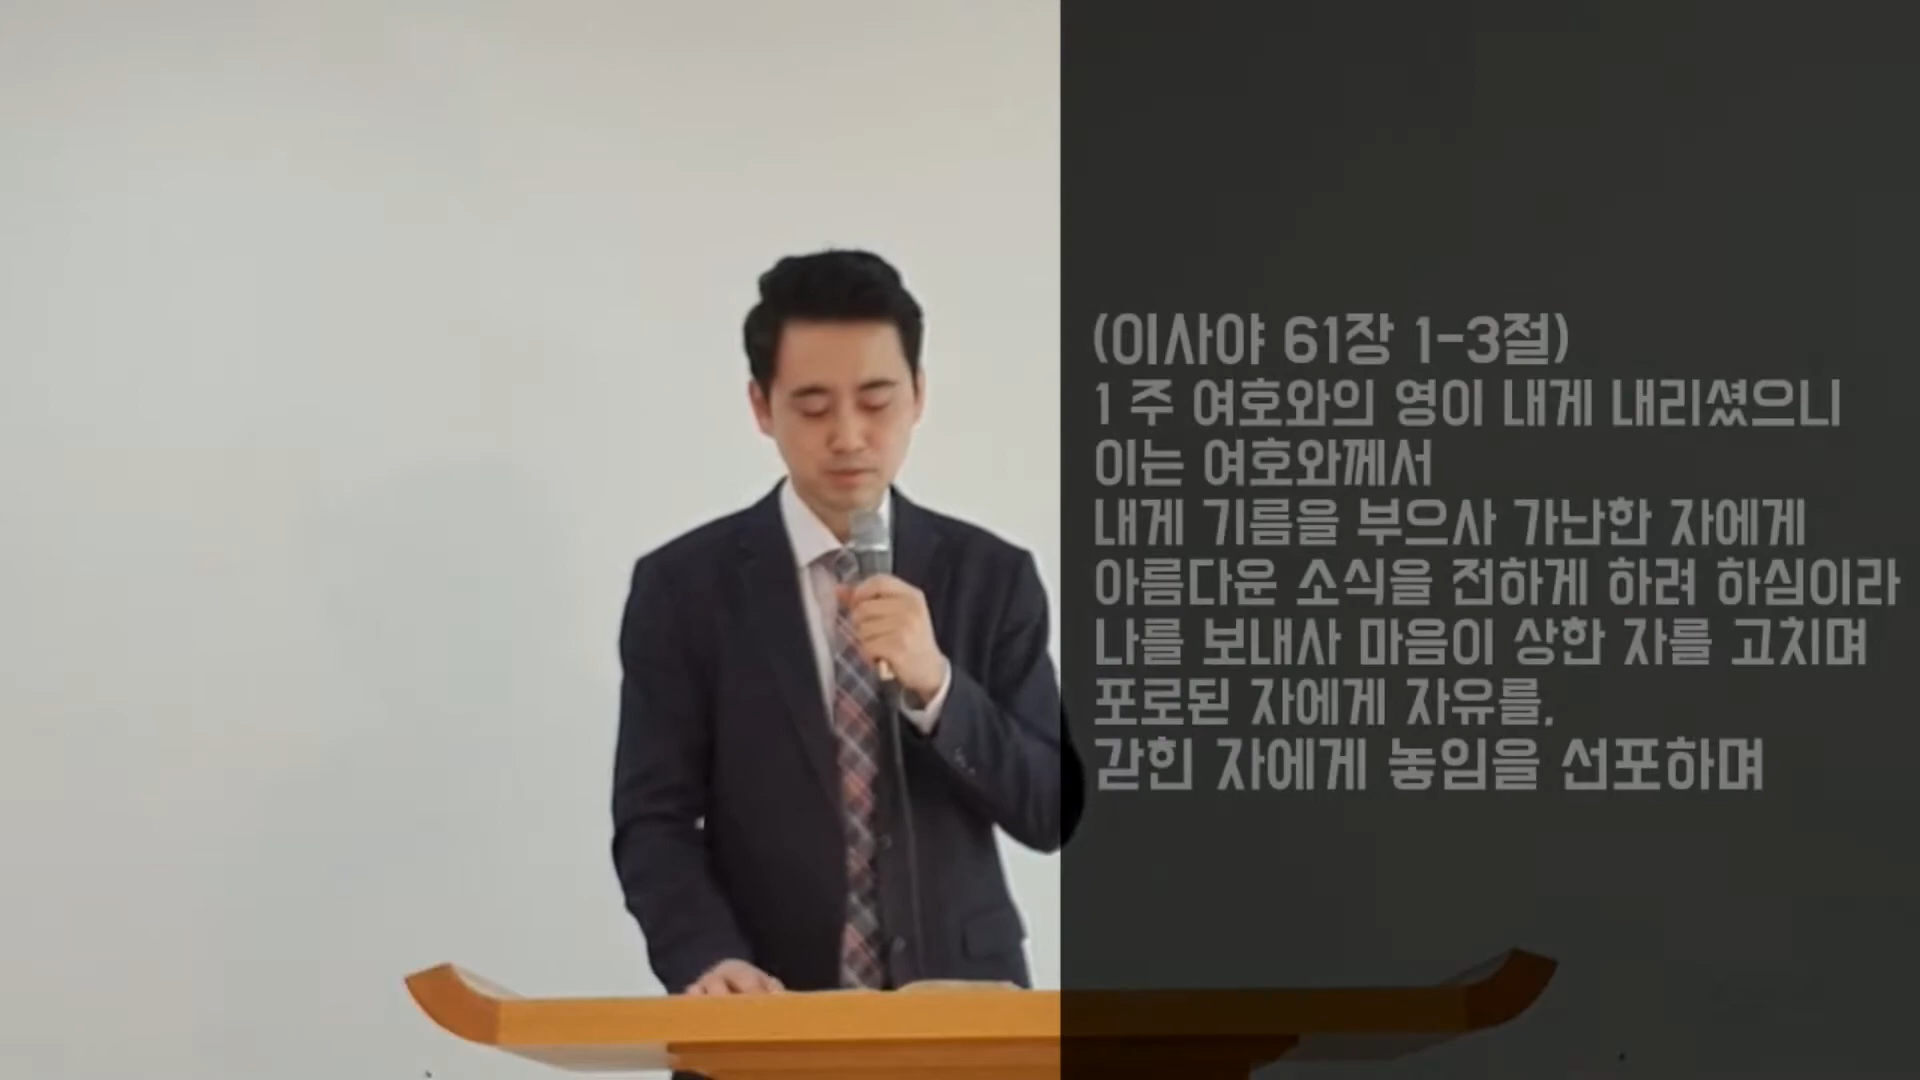 (이사야 61장 1-3절)
1 주 여호와의 영이 내게 내리셨으니
이는 여호와께서
내게 기름을 부으사 가난한 자에게
아름다운 소식을 전하게 하려 하심이라
나를 보내사 마음이 상한 자를 고치며
포로된 자에게 자유를,
갇힌 자에게 놓임을 선포하며